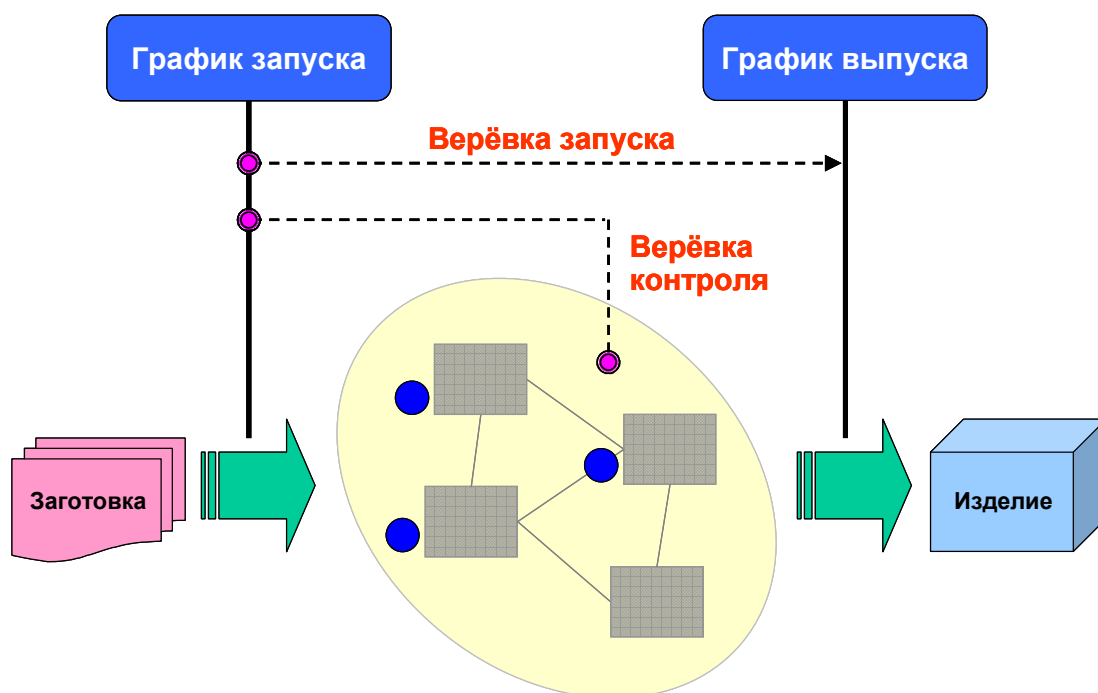 График запуска
График выпуска
Верёвка запуска
Верёвка
контроля
Заготовка
Изделие